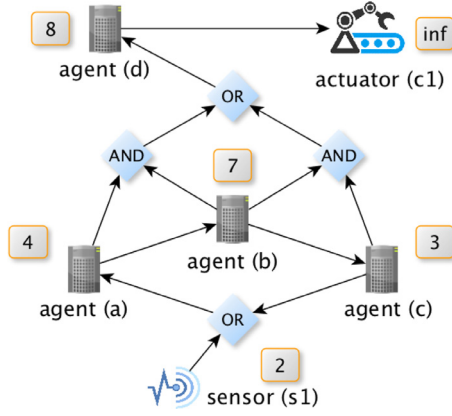 8
inf
agent (d)
actuator (c1)
OR
AND
AND
7
4
3
agent (b)
agent (a)
agent (c)
OR
2
sensor (s1)